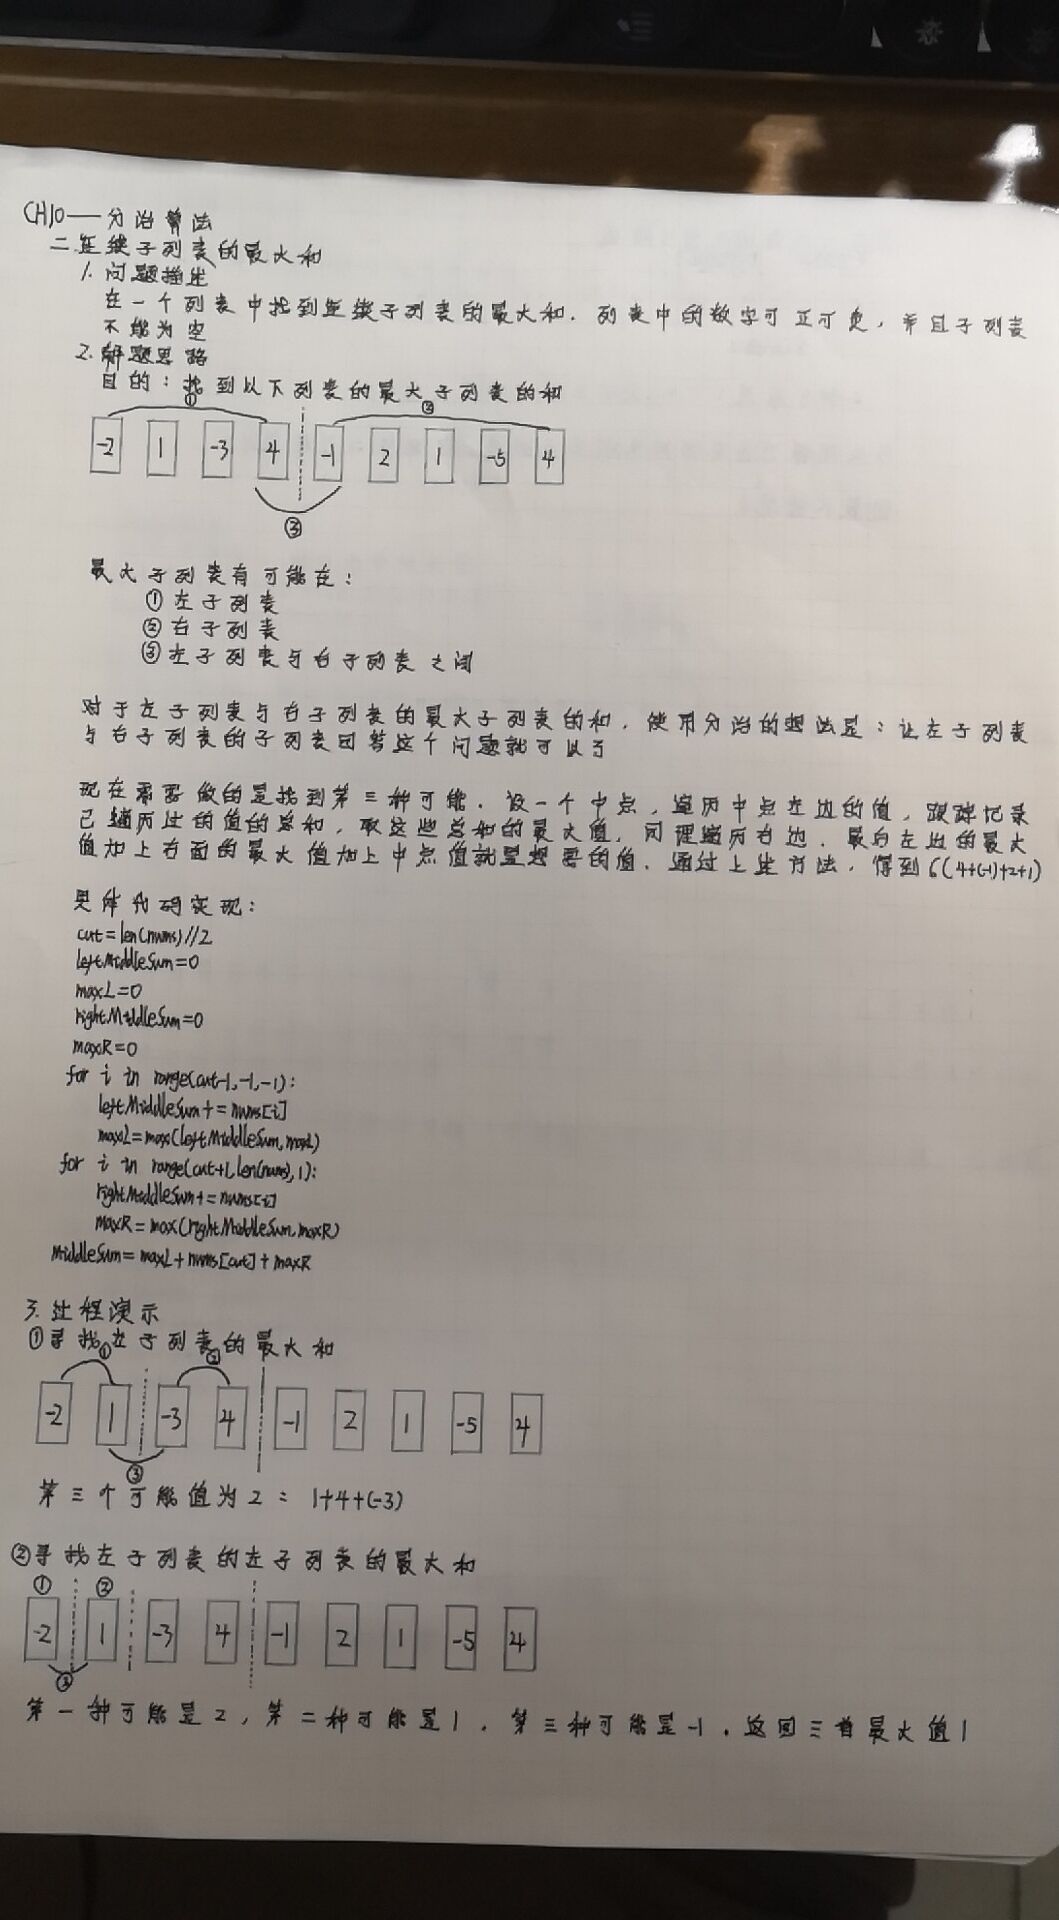 CH10——分治算法
二.连续子列表的最大和
1. 问题描述
在一个列表中找到连续子列表的最大和. 列表中的数字可正可负, 并且子列表
不能为空
2. 解题思路
目的: 找到以下列表的最大子列表的和
① ②
-2 1 -3 4 -1 2 1 -5 4
③
最大子列表有可能在:
① 左子列表
② 右子列表
③ 左子列表与右子列表之间
对于左子列表与右子列表的最大子列表的和, 使用分治的想法是: 让左子列表
与右子列表的子列表回答这个问题就可以了
现在需要做的是找到第三种可能. 设一个中点, 遍历中点左边的值, 跟踪记录
已遍历过的值的总和, 取这些总和的最大值, 同理遍历右边. 最后左边的最大
值加上右面的最大值加上中点值就是想要的值. 通过上述方法, 得到6(4+(-1)+2+1)
具体代码实现:
cut=len(nums)//2
leftMiddleSum=0
maxL=0
rightMiddleSum=0
maxR=0
for i in range(cut-1,-1,-1):
leftMiddleSum+=nums[i]
maxL=max(leftMiddleSum,maxL)
for i in range(cut+1,len(nums),1):
rightMiddleSum+=nums[i]
maxR=max(rightMiddleSum,maxR)
MiddleSum=maxL+nums[cut]+maxR
3. 过程演示
①寻找左子列表的最大和
① ②
-2 1 -3 4 -1 2 1 -5 4
③
第三个可能值为2 = 1+4+(-3)
②寻找左子列表的左子列表的最大和
① ②
-2 1 -3 4 -1 2 1 -5 4
③
第一种可能是2, 第二种可能是1, 第三种可能是-1. 返回三者最大值1